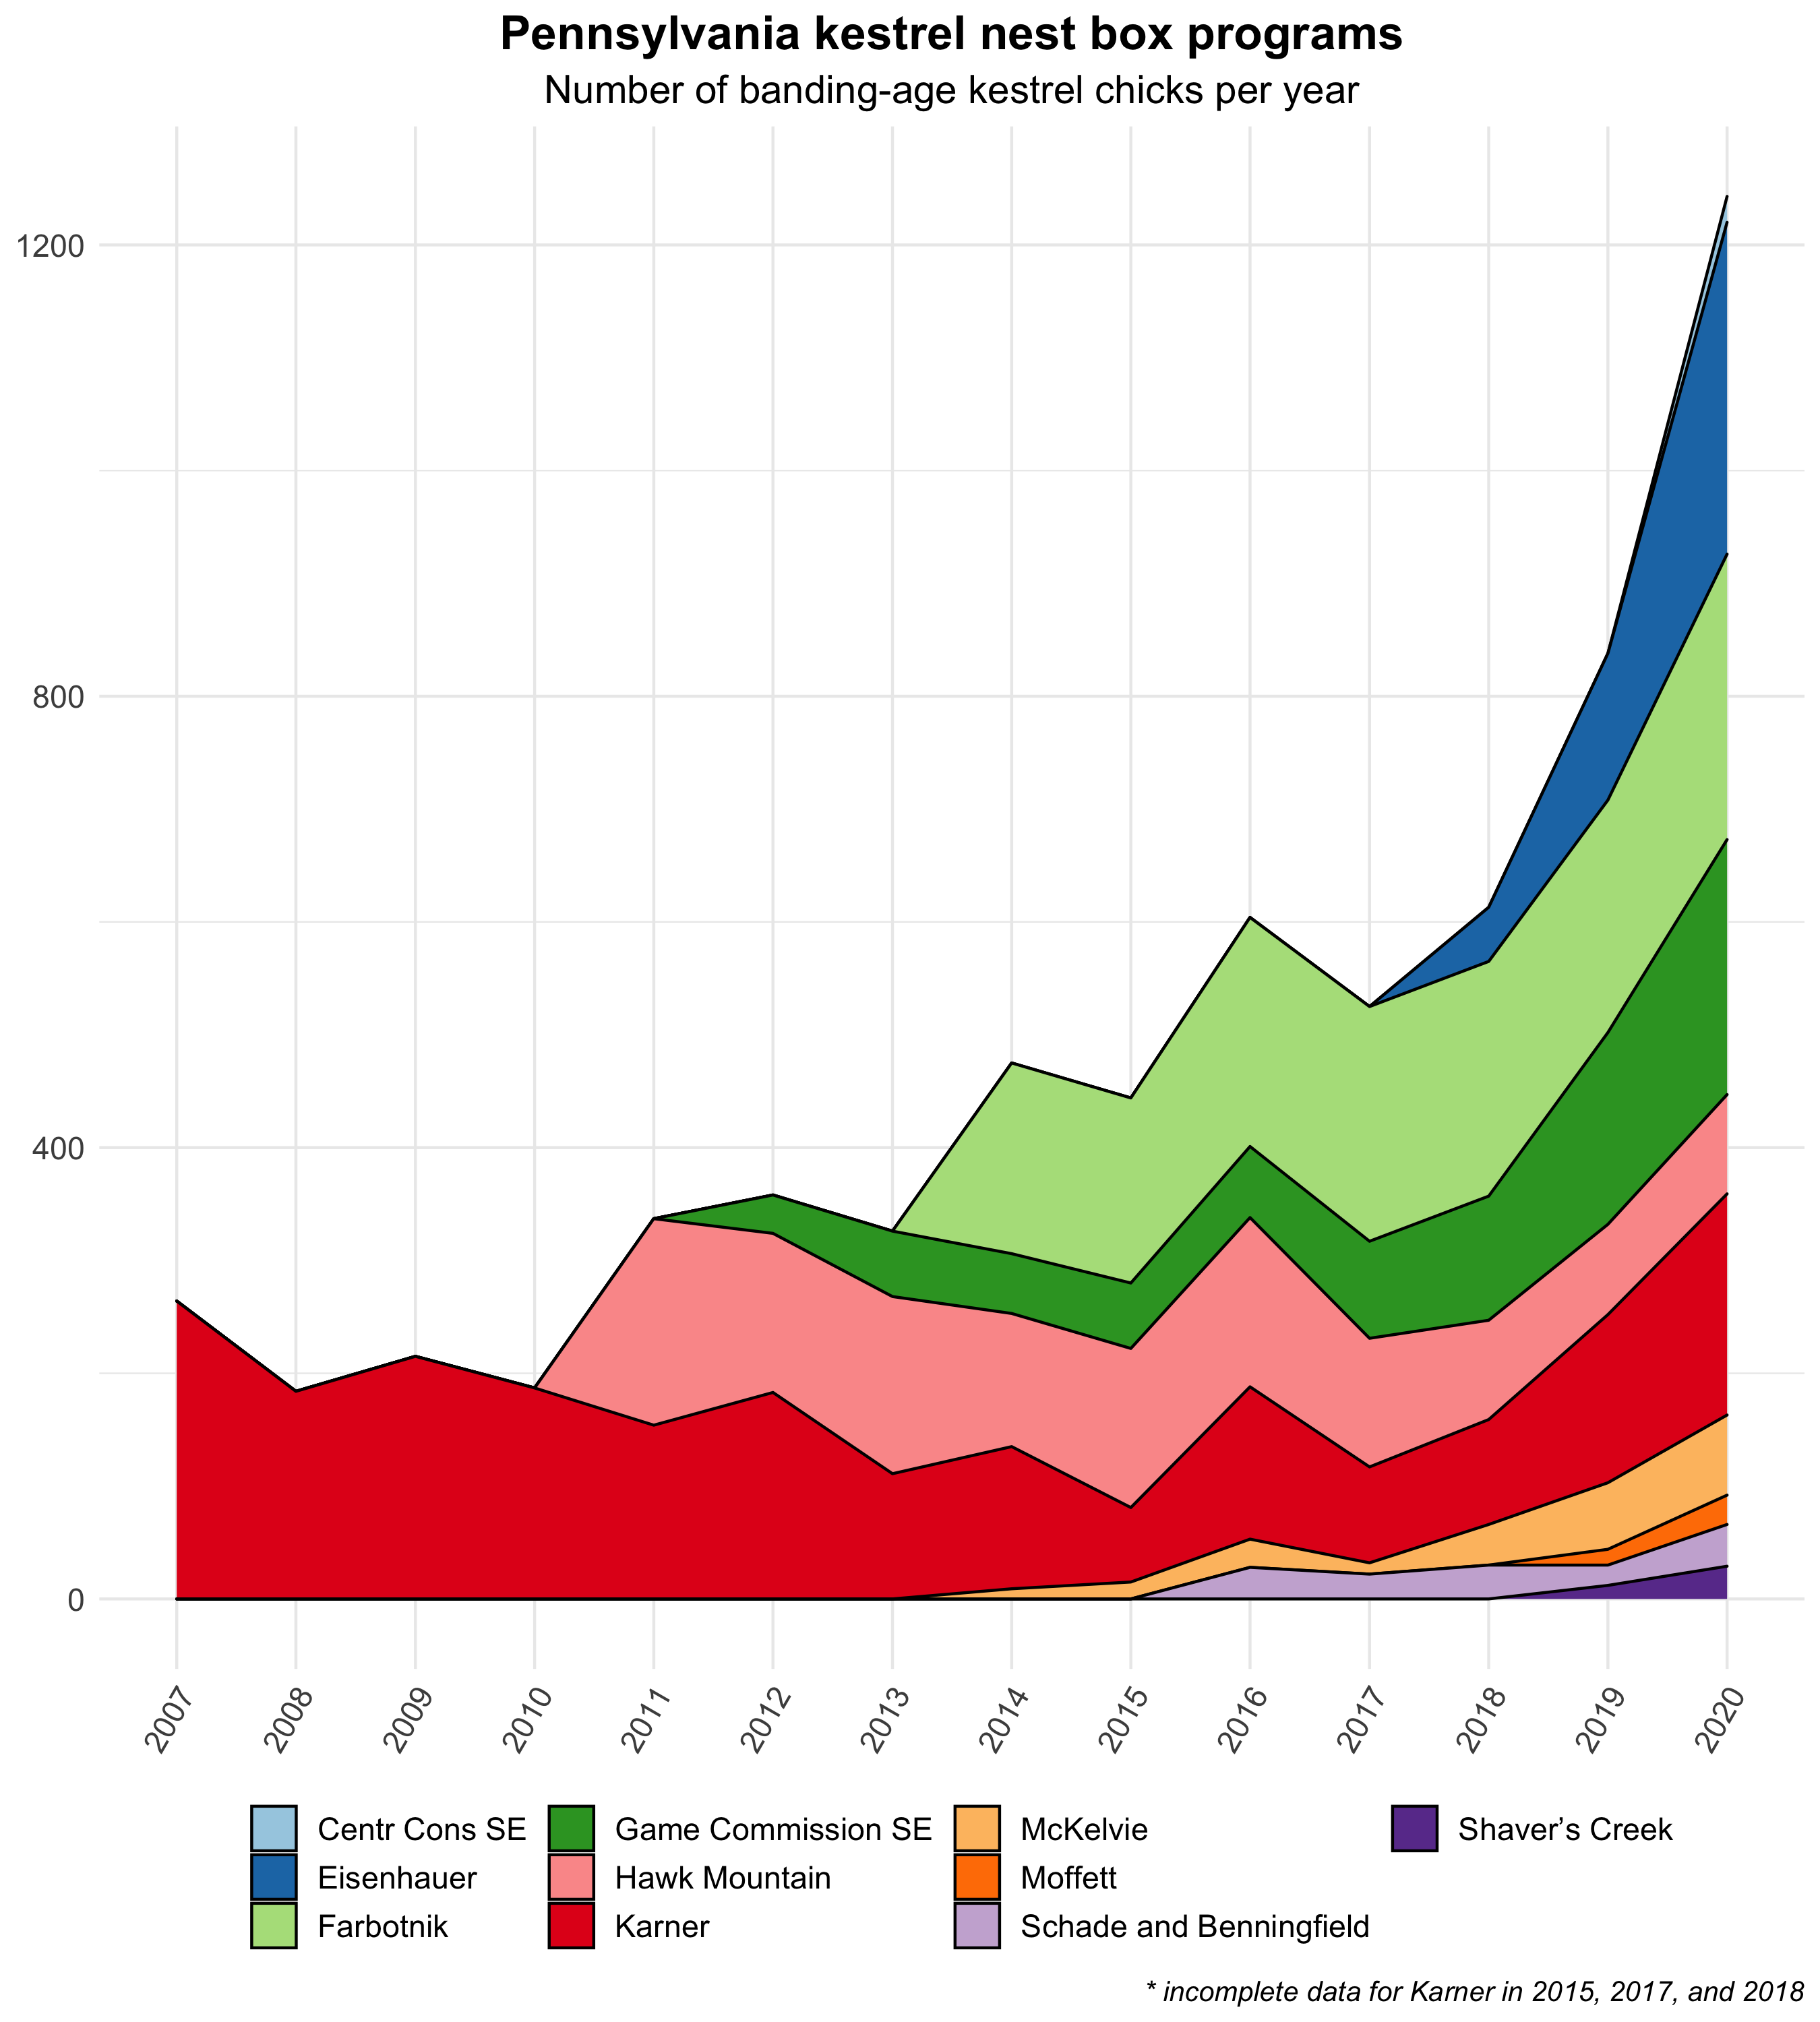 Pennsylvania kestrel nest box programs
Number of banding-age kestrel chicks per year
1200
800
400
0
2007 2008 2009 2010 2011 2012 2013 2014 2015 2016 2017 2018 2019 2020
Centr Cons SE Game Commission SE McKelvie Shaver’s Creek
Eisenhauer Hawk Mountain Moffett
Farbotnik Karner Schade and Benningfield
* incomplete data for Karner in 2015, 2017, and 2018